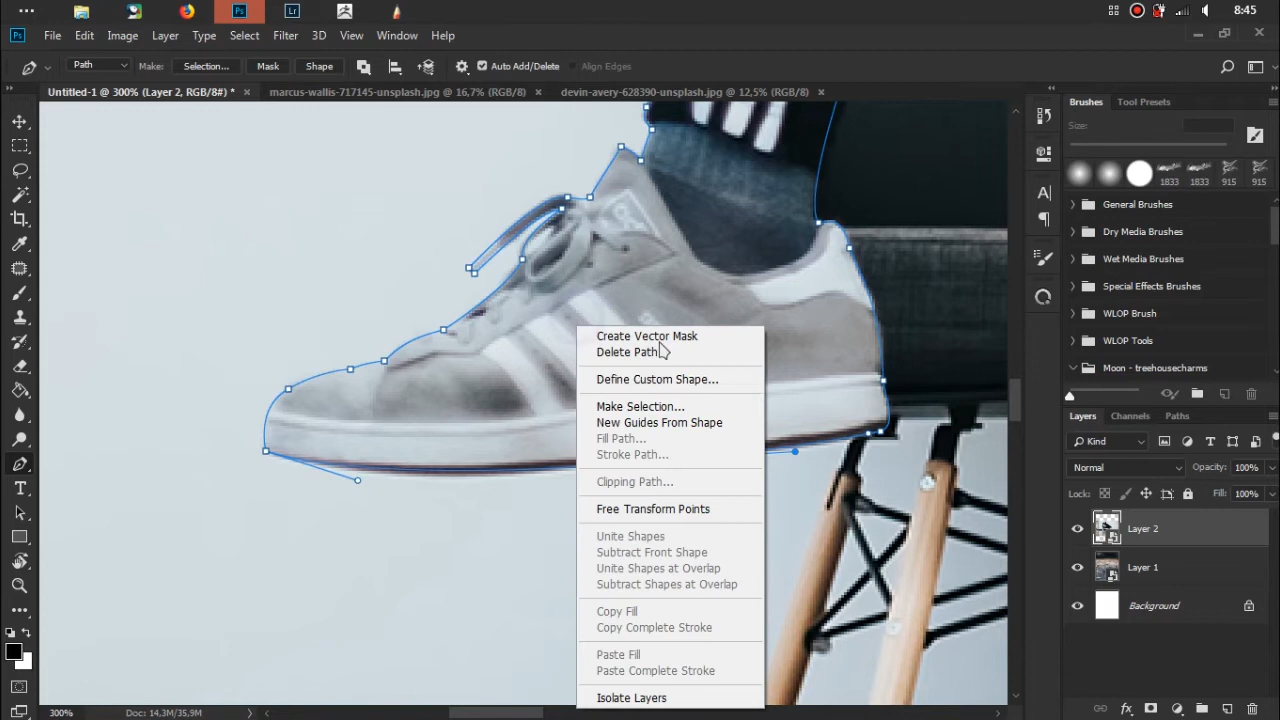 8:45
File Edit Image Layer Type Select Filter 3D View Window Help
Path Make: Selection... Mask Shape Auto Add/Delete Align Edges
Untitled-1 @ 300% (Layer 2, RGB/8#) * marcus-wallis-717145-unsplash.jpg @ 16,7% (RGB/8) devin-avery-628390-unsplash.jpg @ 12,5% (RGB/8)
Create Vector Mask
Delete Path
Define Custom Shape...
Make Selection...
New Guides From Shape
Fill Path...
Stroke Path...
Clipping Path...
Free Transform Points
Unite Shapes
Subtract Front Shape
Unite Shapes at Overlap
Subtract Shapes at Overlap
Copy Fill
Copy Complete Stroke
Paste Fill
Paste Complete Stroke
Isolate Layers
Brushes Tool Presets
Size:
1833 1833 915 915
General Brushes
Dry Media Brushes
Wet Media Brushes
Special Effects Brushes
WLOP Brush
WLOP Tools
Moon - treehousecharms
Layers Channels Paths
Kind
Normal Opacity: 100%
Lock: Fill: 100%
Layer 2
Layer 1
Background
300% Doc: 14,3M/35,9M